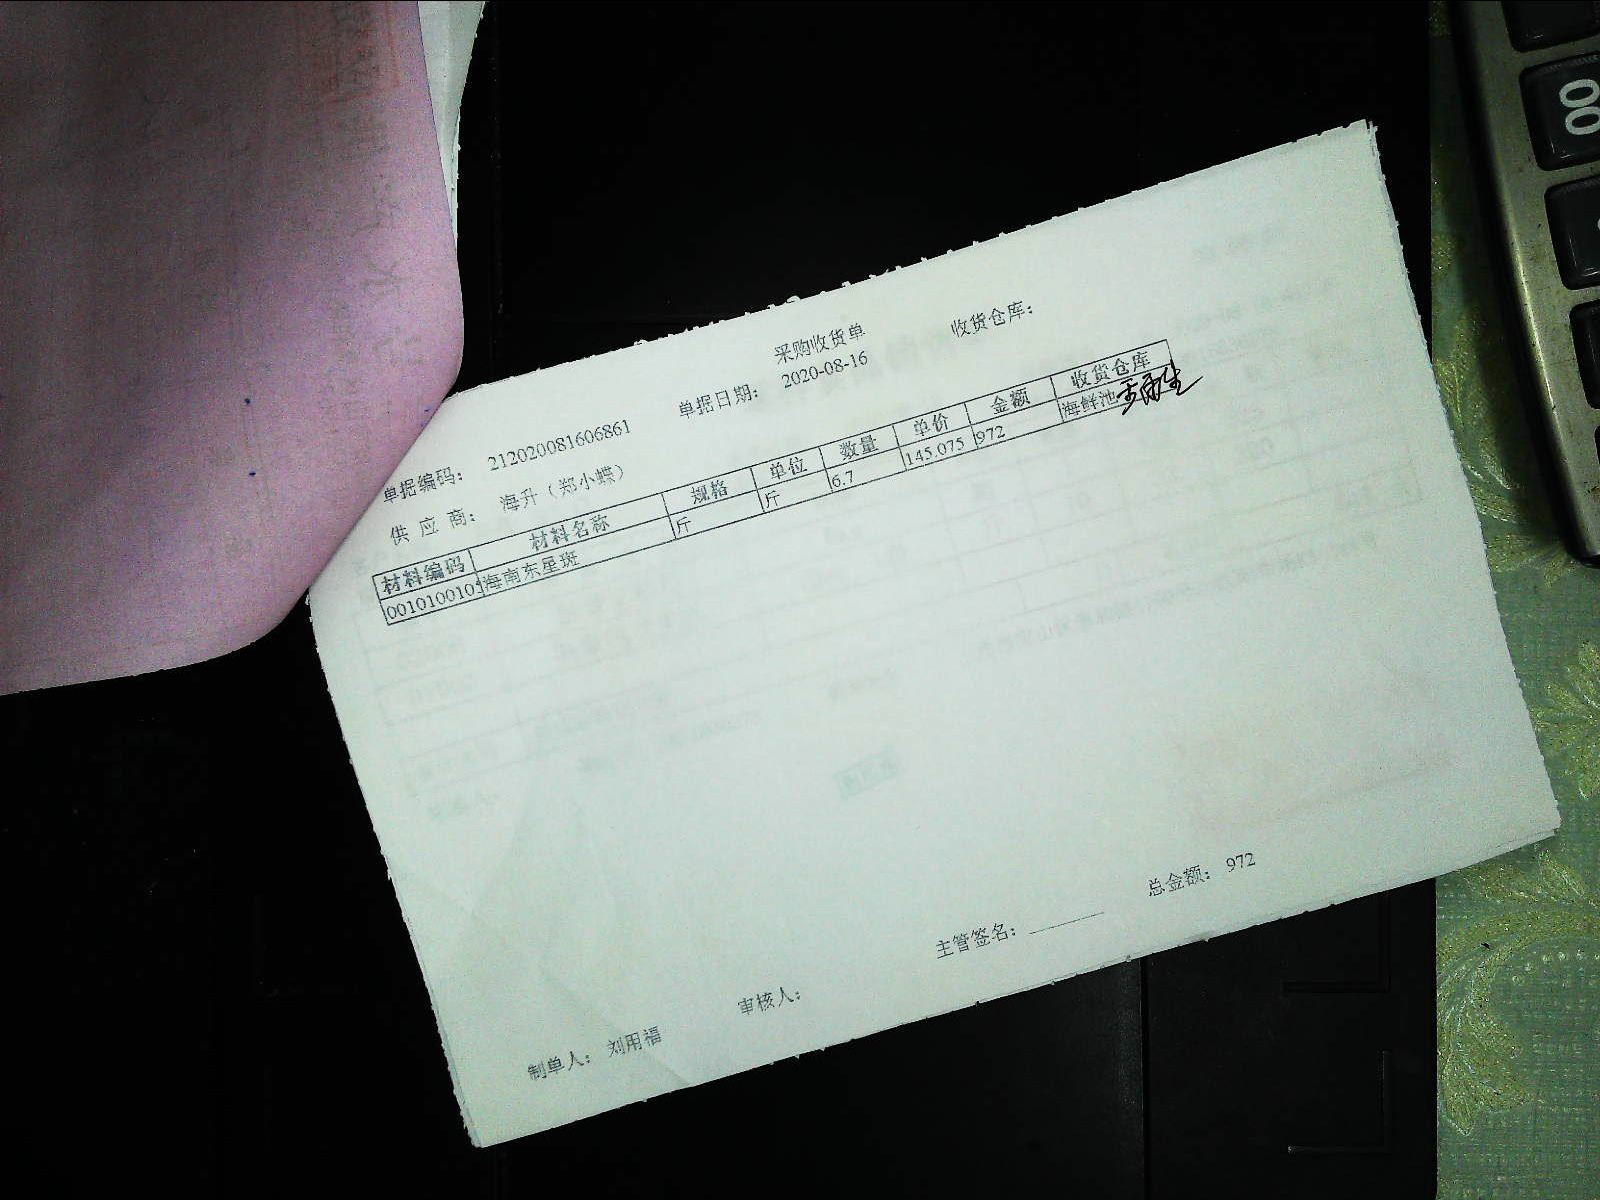 采购收货单
单据编码： 212020081606861 单据日期： 2020-08-16 收货仓库：
供 应 商： 海升（郑小蝶）
材料编码 材料名称 规格 单位 数量 单价 金额 收货仓库
001010010 海南东星斑 斤 斤 6.7 145.075 972 海鲜池
总金额： 972
主管签名：
制单人： 刘用福 审核人：
00